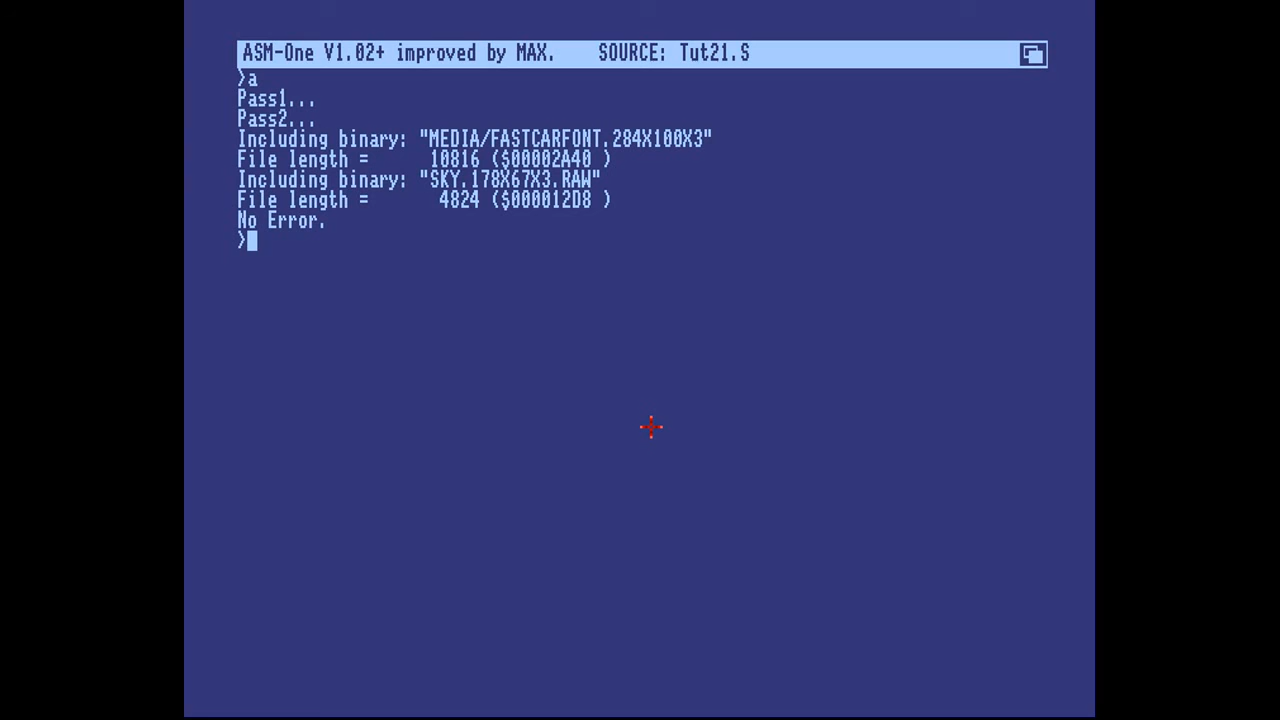 ASM-One V1.02+ improved by MAX.    SOURCE: Tut21.S
>a
Pass1...
Pass2...
Including binary: "MEDIA/FASTCARFONT.284X100X3"
File length =      10816 ($00002A40 )
Including binary: "SKY.178X67X3.RAW"
File length =       4824 ($000012D8 )
No Error.
>